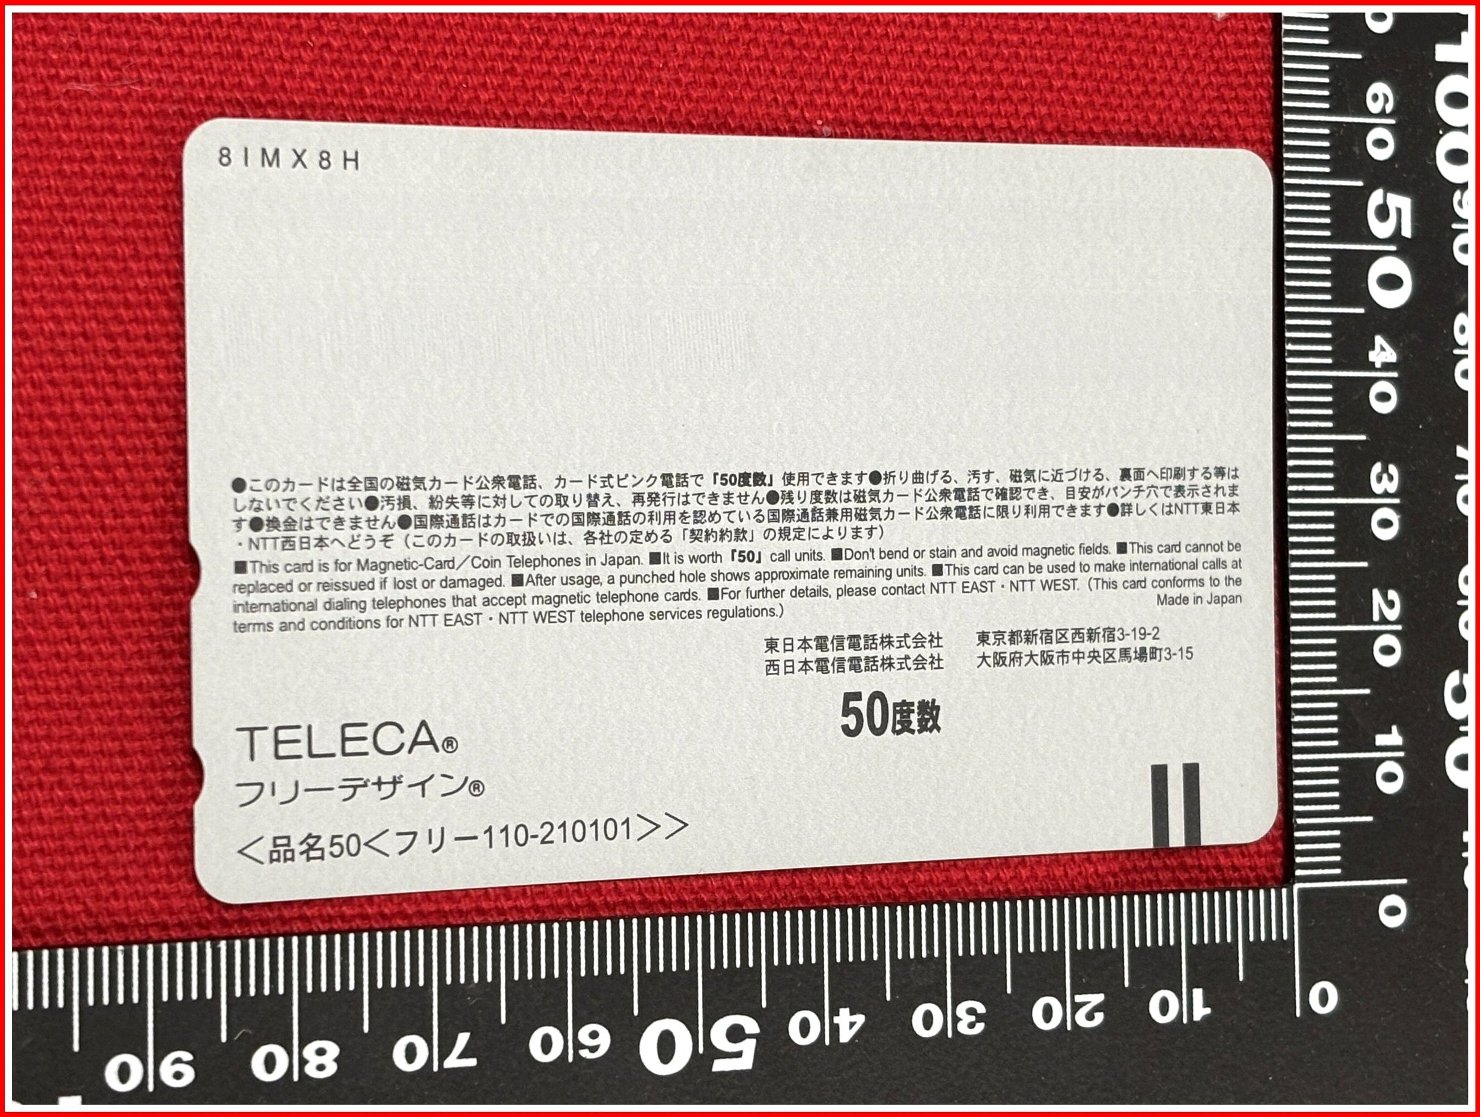 8IMX8H
●このカードは全国の磁気カード公衆電話、カード式ピンク電話で「50度数」使用できます●折り曲げる、汚す、磁気に近づける、裏面へ印刷する等は
しないでください●汚損、紛失等に対しての取り替え、再発行はできません●残り度数は磁気カード公衆電話で確認でき、目安がパンチ穴で表示されま
す●換金はできません●国際通話はカードでの国際通話の利用を認めている国際通話兼用磁気カード公衆電話に限り利用できます●詳しくはNTT東日本
・NTT西日本へどうぞ（このカードの取扱いは、各社の定める「契約約款」の規定によります）
■This card is for Magnetic-Card／Coin Telephones in Japan. ■It is worth「50」call units. ■Don't bend or stain and avoid magnetic fields. ■This card cannot be
replaced or reissued if lost or damaged. ■After usage, a punched hole shows approximate remaining units. ■This card can be used to make international calls at
international dialing telephones that accept magnetic telephone cards. ■For further details, please contact NTT EAST・NTT WEST.（This card conforms to the
terms and conditions for NTT EAST・NTT WEST telephone services regulations.）
Made in Japan
東日本電信電話株式会社 東京都新宿区西新宿3-19-2
西日本電信電話株式会社 大阪府大阪市中央区馬場町3-15
50度数
TELECA®
フリーデザイン®
＜品名50＜フリー110-210101＞＞
60
50
40
30
20
10
0
90 80 70 60 50 40 30 20 10 0
100